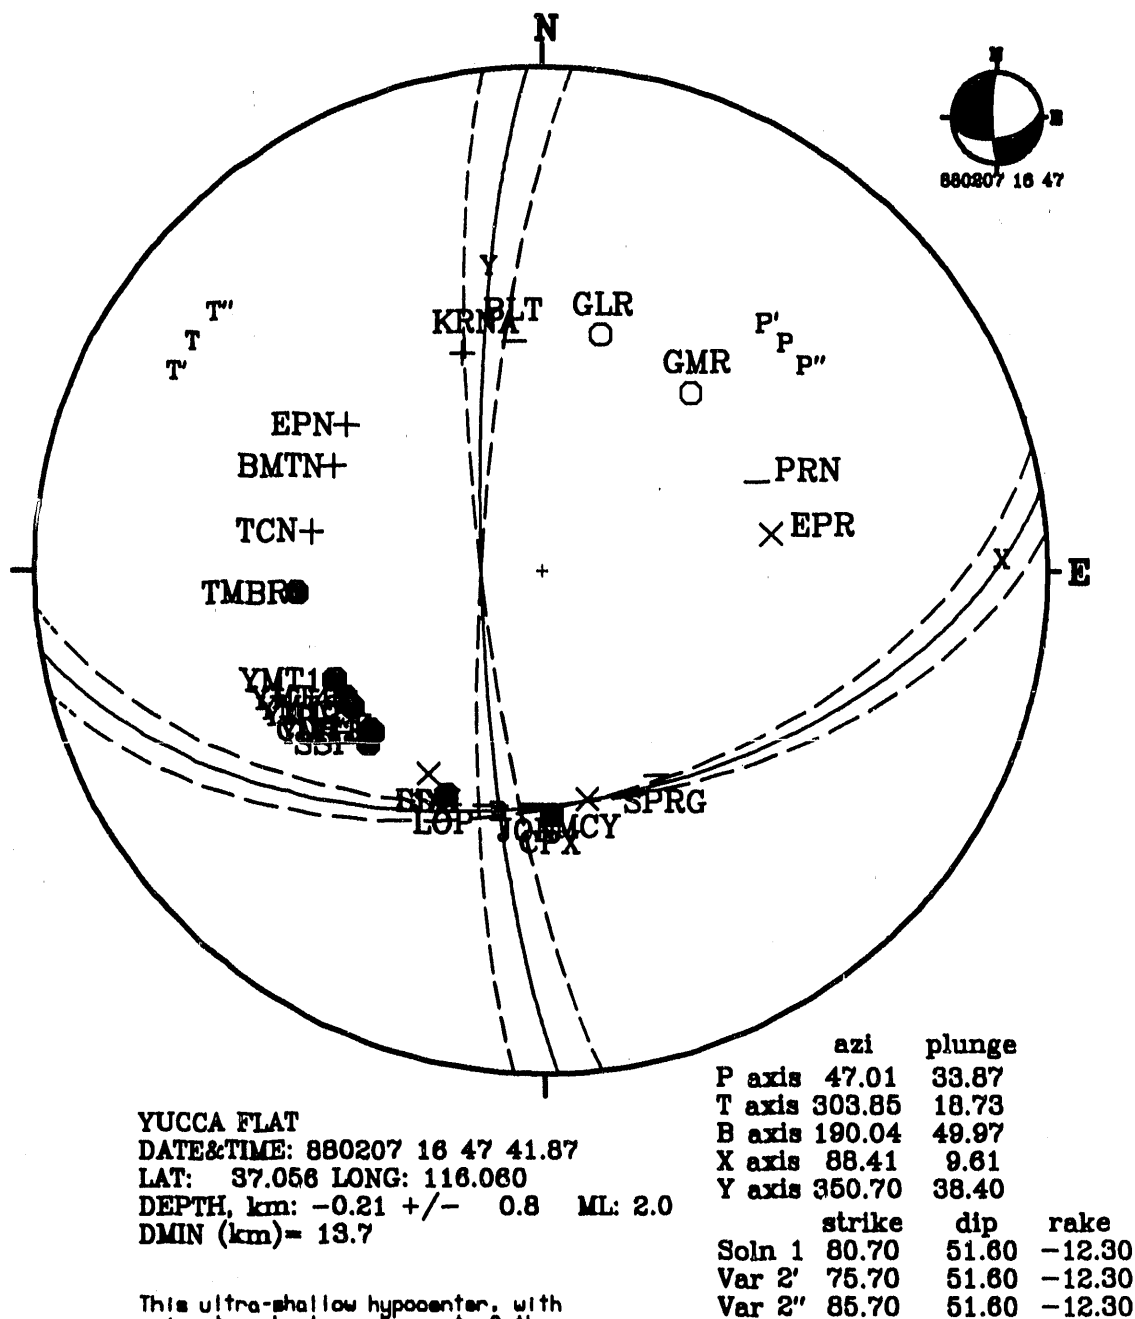 N
N
E
880207 16 47
Y
BLT
GLR
KRNA
T''
T
T'
P'
P
P''
GMR
EPN
BMTN
PRN
TCN
EPR
X
E
TMBR
YMT1
SSP
SPRG
LOP
MCY
CPX
YUCCA FLAT
DATE&TIME: 880207 16 47 41.87
LAT: 37.056 LONG: 116.060
DEPTH, km: -0.21 +/- 0.8 ML: 2.0
DMIN (km)= 13.7
This ultra-shallow hypocenter, with
azi plunge
P axis 47.01 33.87
T axis 303.85 18.73
B axis 190.04 49.97
X axis 88.41 9.61
Y axis 350.70 38.40
strike dip rake
Soln 1 80.70 51.60 -12.30
Var 2' 75.70 51.60 -12.30
Var 2'' 85.70 51.60 -12.30